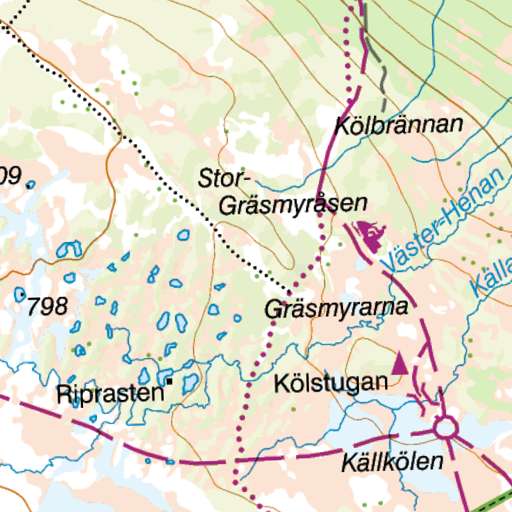 Kölbrännan
09
Stor-
Gräsmyråsen
Väster-Henan
Källa
798
Gräsmyrarna
Riprasten
Kölstugan
Källkölen